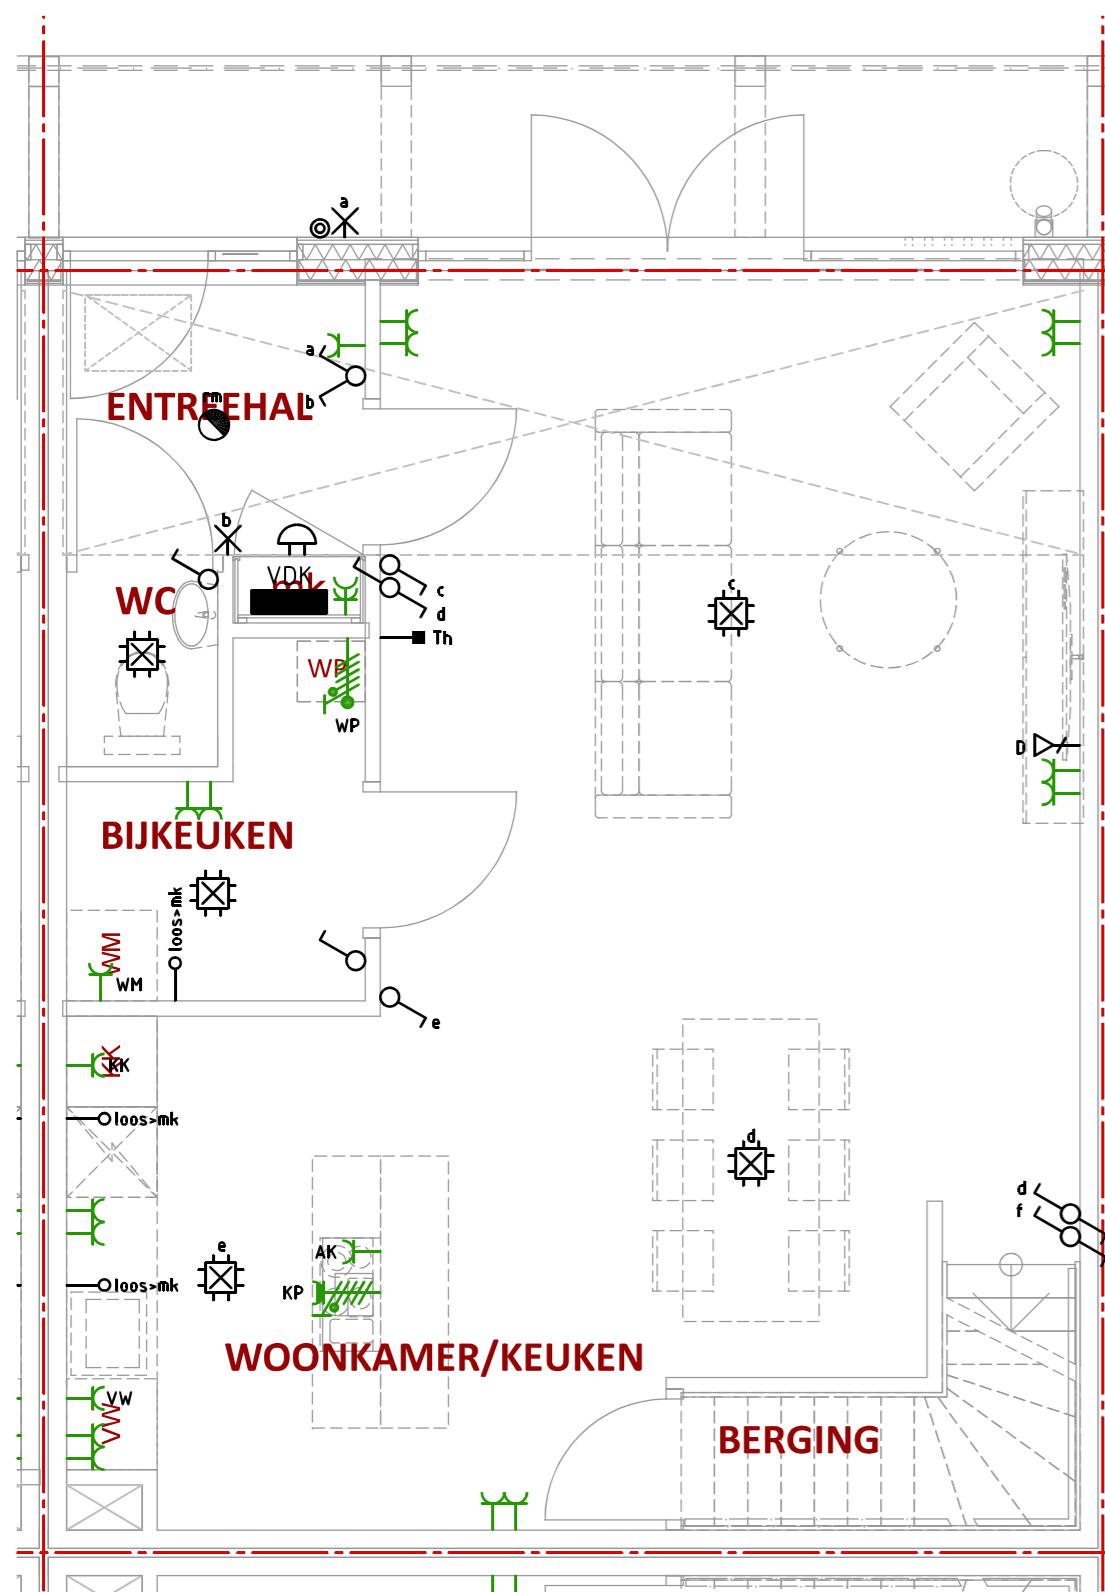 a
a
b
rm
ENTREEHAL
b
VDK
mk
c
d
Th
c
WC
WP
WP
D
BIJKEUKEN
loos>mk
WM
WM
e
KK
KK
loos>mk
d
d
f
e
AK
loos>mk
KP
WOONKAMER/KEUKEN
VW
VW
BERGING